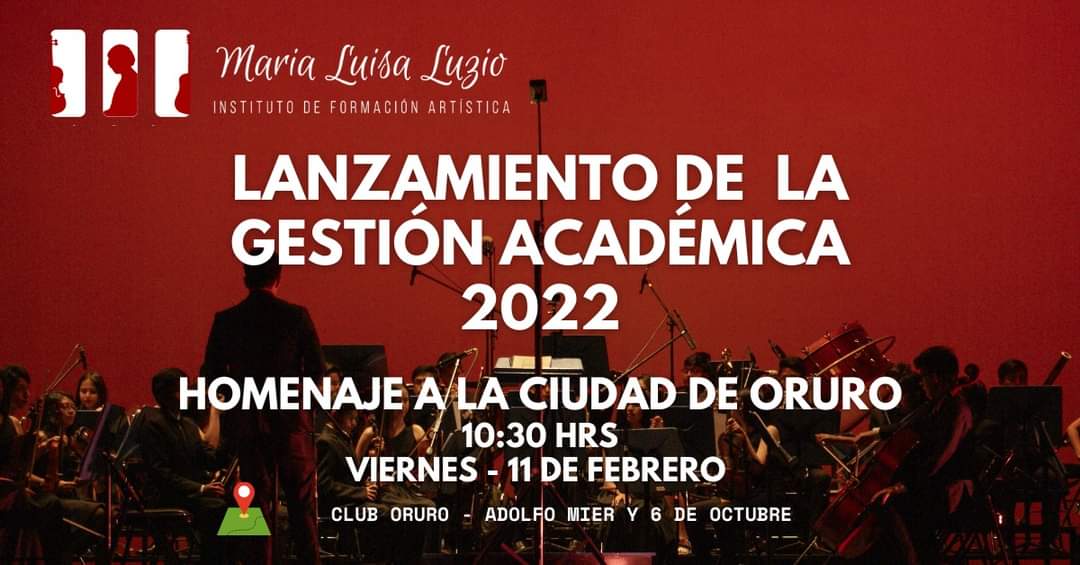 Maria Luisa Luzio
INSTITUTO DE FORMACIÓN ARTÍSTICA
LANZAMIENTO DE LA
GESTIÓN ACADÉMICA
2022
HOMENAJE A LA CIUDAD DE ORURO
10:30 HRS
VIERNES - 11 DE FEBRERO
CLUB ORURO - ADOLFO MIER Y 6 DE OCTUBRE